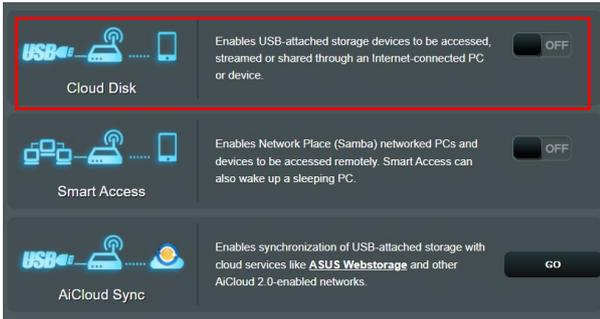 USB
Cloud Disk
Enables USB-attached storage devices to be accessed,
streamed or shared through an Internet-connected PC
or device.
OFF
Smart Access
Enables Network Place (Samba) networked PCs and
devices to be accessed remotely. Smart Access can
also wake up a sleeping PC.
OFF
USB
AiCloud Sync
Enables synchronization of USB-attached storage with
cloud services like ASUS Webstorage and other
AiCloud 2.0-enabled networks.
GO